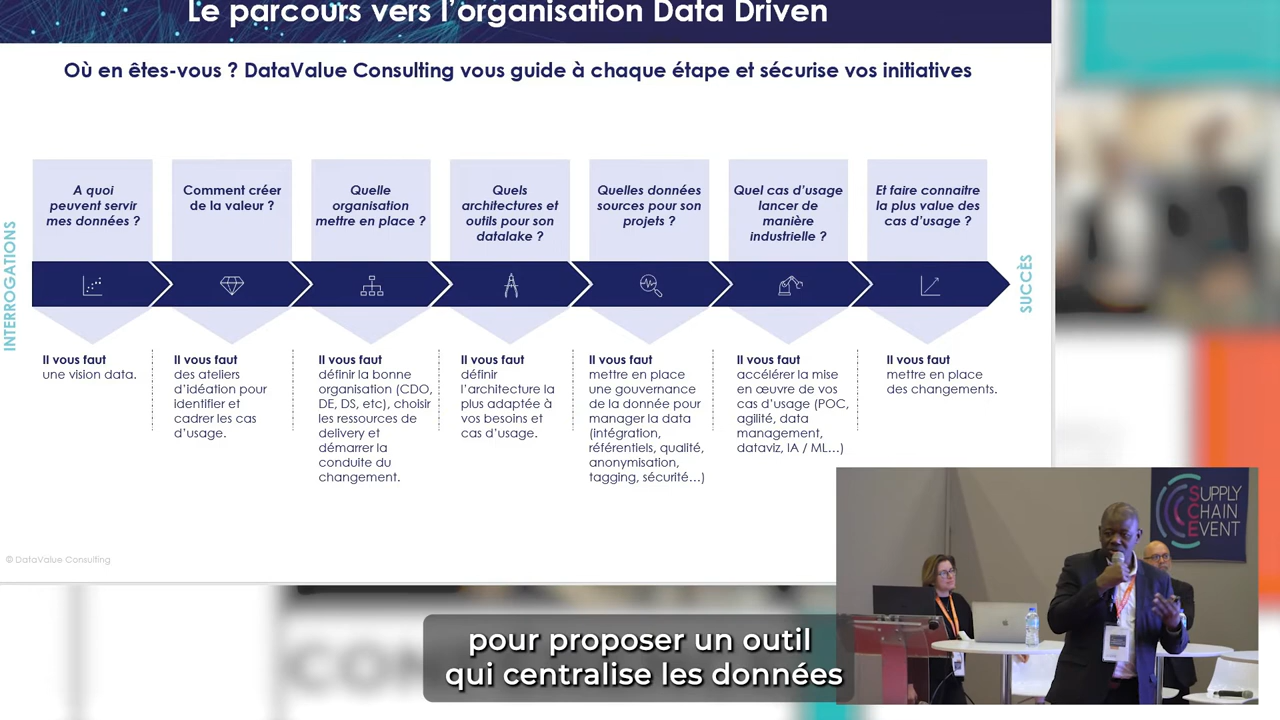 Le parcours vers l'organisation Data Driven
Où en êtes-vous ? DataValue Consulting vous guide à chaque étape et sécurise vos initiatives
INTERROGATIONS
A quoi
peuvent servir
mes données ?
Comment créer
de la valeur ?
Quelle
organisation
mettre en place ?
Quels
architectures et
outils pour son
datalake ?
Quelles données
sources pour son
projets ?
Quel cas d'usage
lancer de
manière
industrielle ?
Et faire connaitre
la plus value des
cas d'usage ?
SUCCÈS
Il vous faut
une vision data.
Il vous faut
des ateliers
d'idéation pour
identifier et
cadrer les cas
d'usage.
Il vous faut
définir la bonne
organisation (CDO,
DE, DS, etc), choisir
les ressources de
delivery et
démarrer la
conduite du
changement.
Il vous faut
définir
l'architecture la
plus adaptée à
vos besoins et
cas d'usage.
Il vous faut
mettre en place
une gouvernance
de la donnée pour
manager la data
(intégration,
référentiels, qualité,
anonymisation,
tagging, sécurité...)
Il vous faut
accélérer la mise
en œuvre de vos
cas d'usage (POC,
agilité, data
management,
dataviz, IA / ML...)
Il vous faut
mettre en place
des changements.
© DataValue Consulting
SUPPLY
CHAIN
EVENT
pour proposer un outil
qui centralise les données
CON